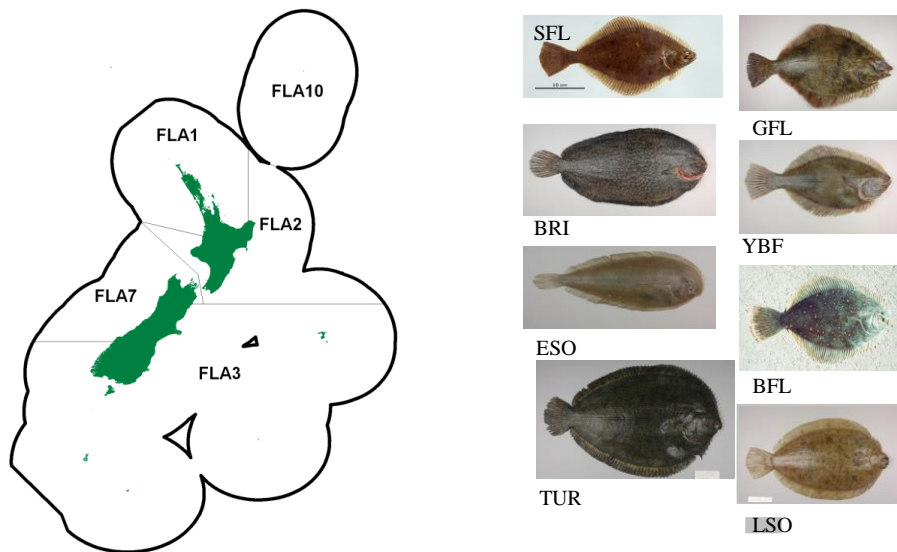 FLA10
FLA1
FLA2
FLA7
FLA3
SFL
GFL
BRI
YBF
ESO
BFL
TUR
LSO